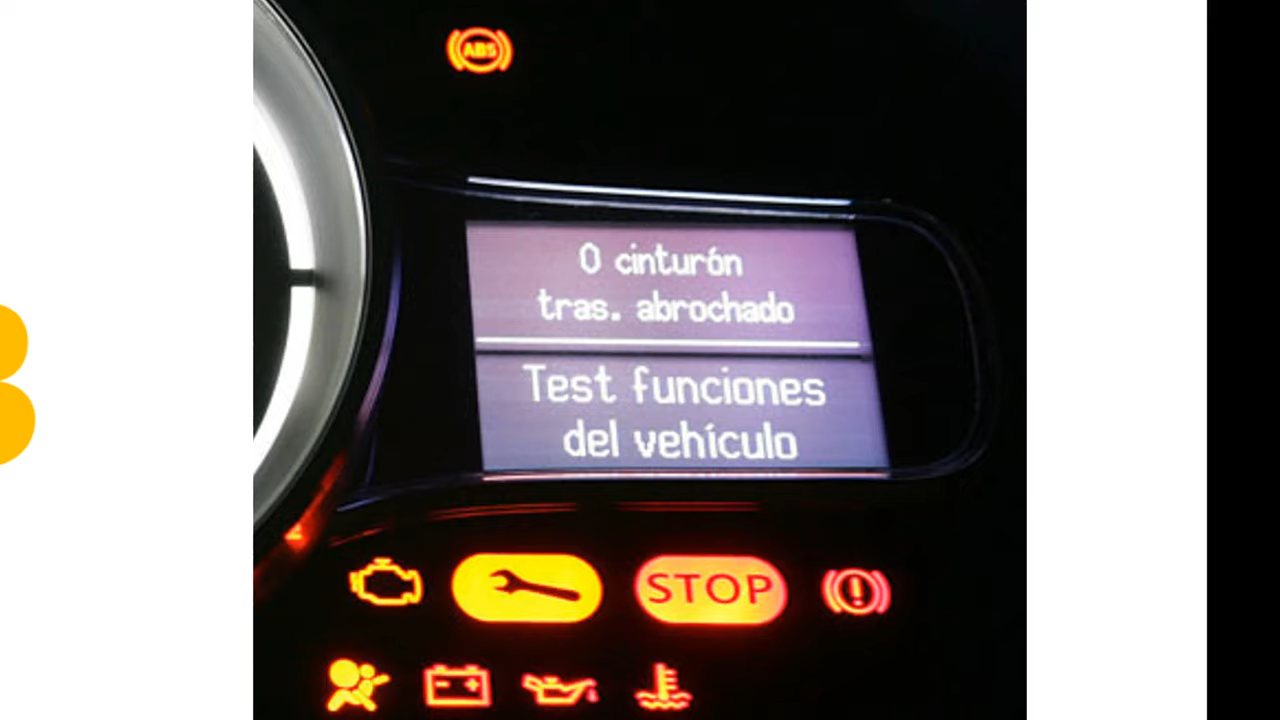 ABS
0 cinturón
tras. abrochado
Test funciones
del vehículo
STOP